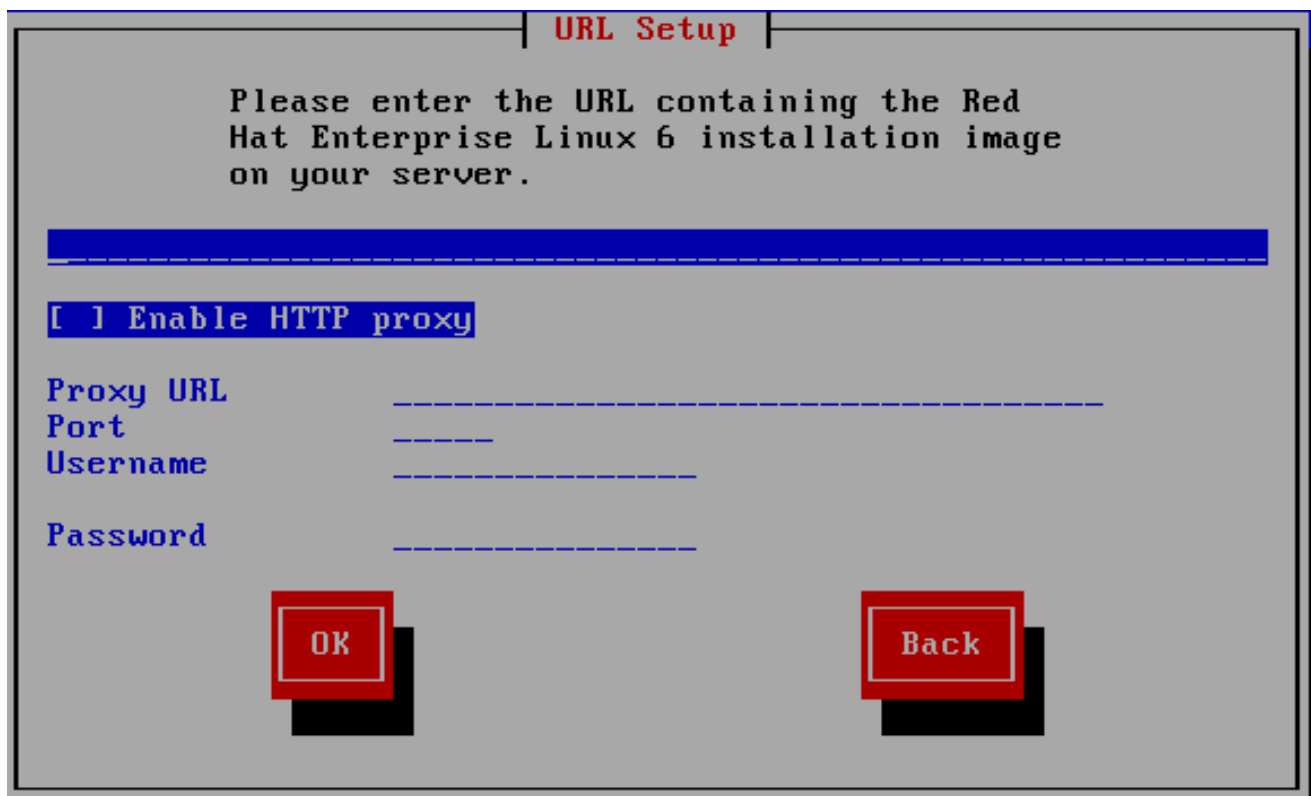 URL Setup
Please enter the URL containing the Red
Hat Enterprise Linux 6 installation image
on your server.
[ ] Enable HTTP proxy
Proxy URL
Port
Username
Password
OK Back